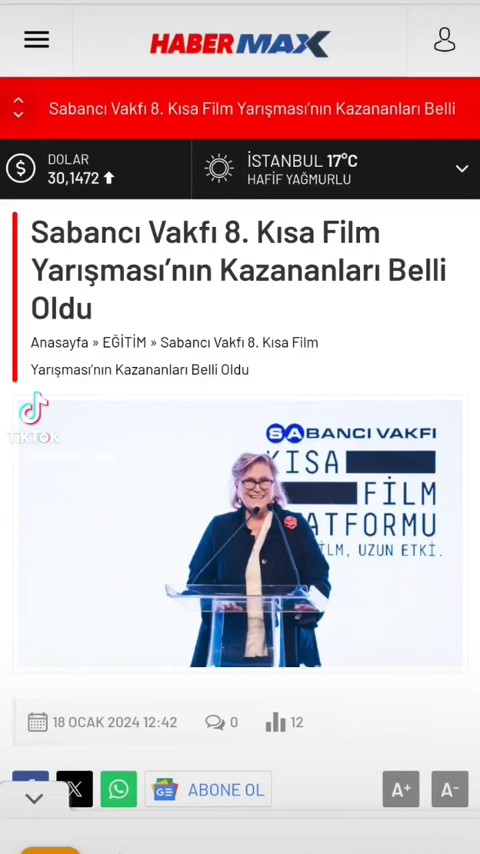 HABERMAX
Sabancı Vakfı 8. Kısa Film Yarışması’nın Kazananları Belli
DOLAR
30,1472
İSTANBUL 17°C
HAFİF YAĞMURLU
Sabancı Vakfı 8. Kısa Film
Yarışması’nın Kazananları Belli
Oldu
Anasayfa » EĞİTİM » Sabancı Vakfı 8. Kısa Film
Yarışması’nın Kazananları Belli Oldu
TikTok
SABANCI VAKFI
KISA
FİLM
ATFORMU
İLM, UZUN ETKİ.
18 OCAK 2024 12:42
0
12
ABONE OL
A+
A-